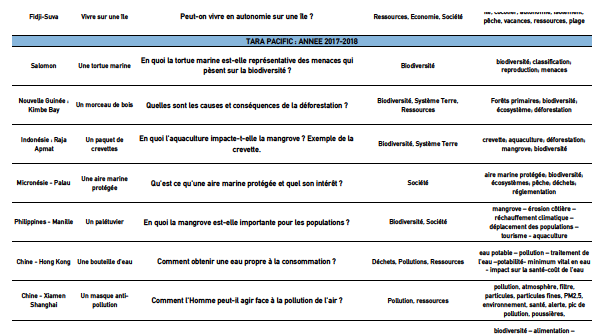 île, cocotier, autonomie, isolement,
Fidji-Suva Vivre sur une île Peut-on vivre en autonomie sur une île ? Ressources, Economie, Société
pêche, vacances, ressources, plage
TARA PACIFIC : ANNEE 2017-2018
Salomon Une tortue marine En quoi la tortue marine est-elle représentative des menaces qui
pèsent sur la biodiversité ? Biodiversité biodiversité; classification;
reproduction; menaces
Nouvelle Guinée :
Kimbe Bay Un morceau de bois Quelles sont les causes et conséquences de la déforestation ? Biodiversité, Système Terre,
Ressources Forêts primaires; biodiversité;
écosystème; déforestation
Indonésie : Raja
Apmat Un paquet de
crevettes En quoi l'aquaculture impacte-t-elle la mangrove ? Exemple de la
crevette. Biodiversité, Système Terre crevette; aquaculture; déforestation;
mangrove; biodiversité
Micronésie - Palau Une aire marine
protégée Qu'est ce qu'une aire marine protégée et quel son intérêt ? Société aire marine protégée; biodiversité;
écosystèmes; pêche; déchets;
réglementation
Philippines - Manille Un palétuvier En quoi la mangrove est-elle importante pour les populations ? Biodiversité, Société mangrove – érosion côtière –
réchauffement climatique –
déplacement des populations –
tourisme - aquaculture
Chine - Hong Kong Une bouteille d'eau Comment obtenir une eau propre à la consommation ? Déchets, Pollutions, Ressources eau potable – pollution – traitement de
l'eau –potabilité- minimum vital en eau
- impact sur la santé-coût de l'eau
Chine - Xiamen
Shanghai Un masque anti-
pollution Comment l'Homme peut-il agir face à la pollution de l'air ? Pollution, ressources pollution, atmosphère, filtre,
particules, particules fines, PM2,5,
environnement, santé, alerte, pic de
pollution, poussières,
biodiversité – alimentation –